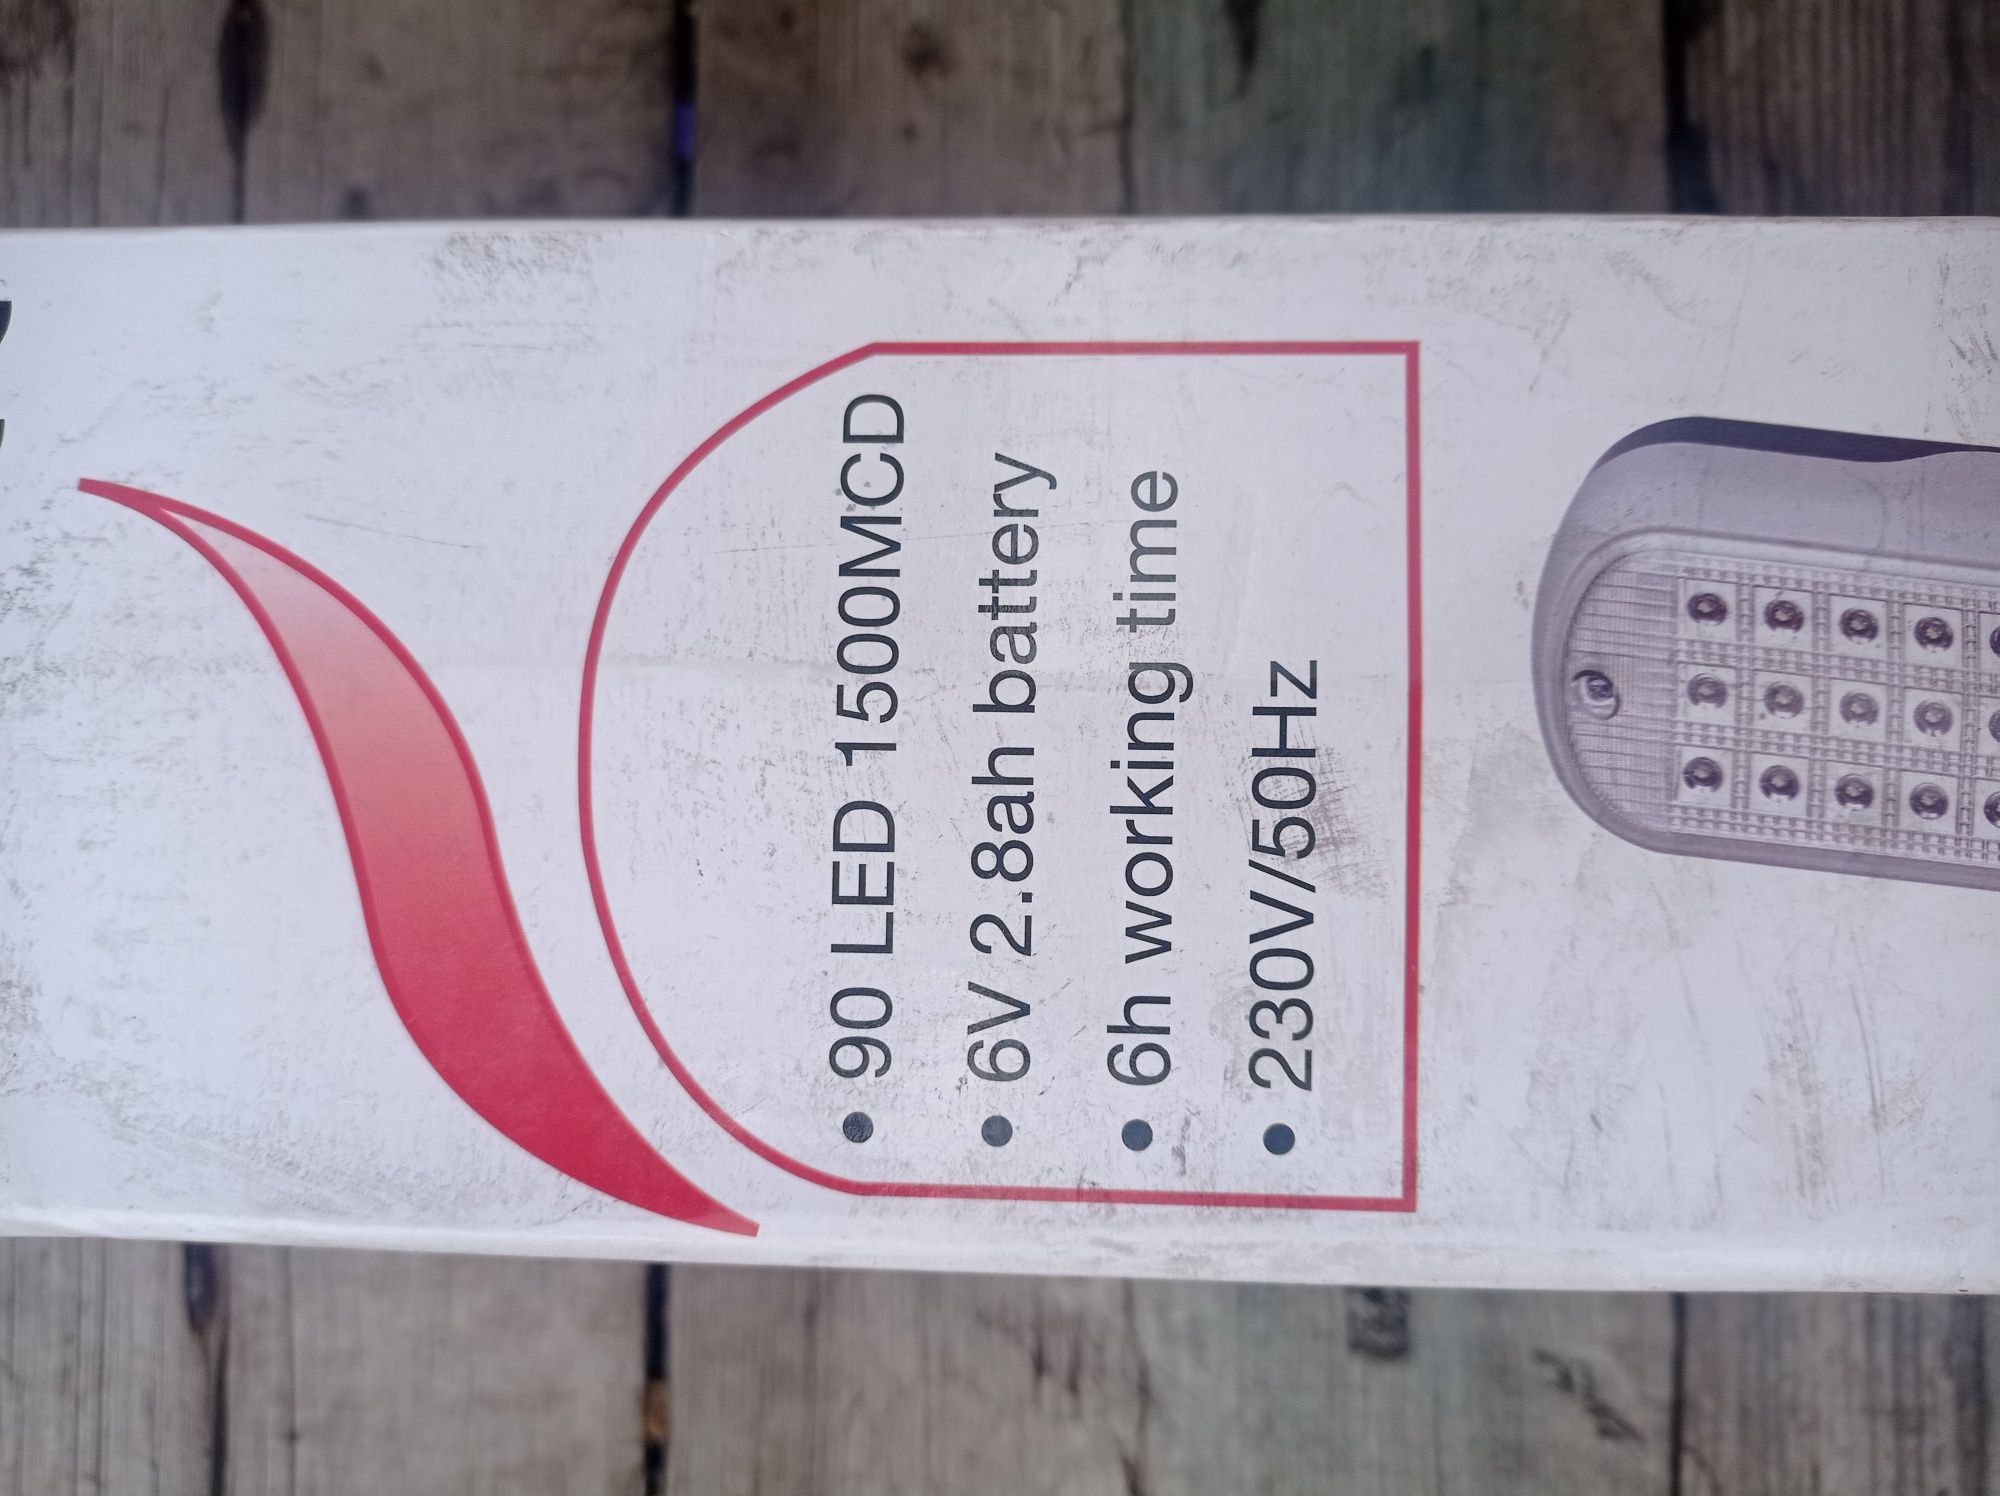 • 90 LED 1500MCD
• 6V 2.8ah battery
• 6h working time
• 230V/50Hz